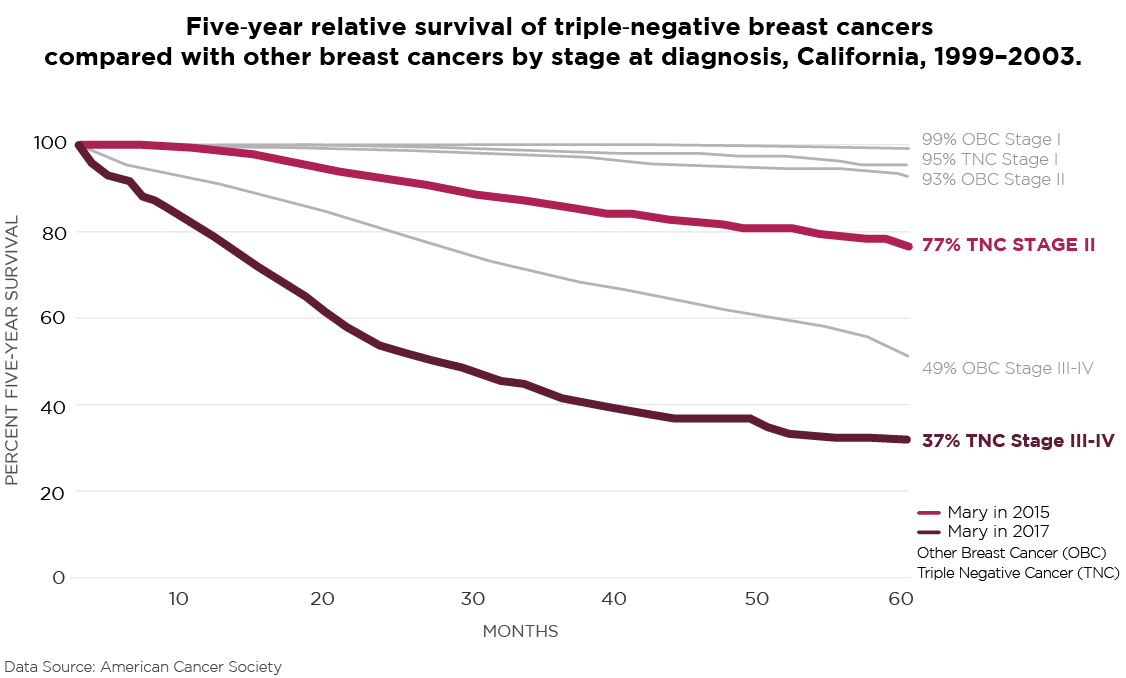 Five-year relative survival of triple-negative breast cancers
compared with other breast cancers by stage at diagnosis, California, 1999–2003.
PERCENT FIVE-YEAR SURVIVAL
100
80
60
40
20
0
99% OBC Stage I
95% TNC Stage I
93% OBC Stage II
77% TNC STAGE II
49% OBC Stage III-IV
37% TNC Stage III-IV
Mary in 2015
Mary in 2017
Other Breast Cancer (OBC)
Triple Negative Cancer (TNC)
10 20 30 40 50 60
MONTHS
Data Source: American Cancer Society